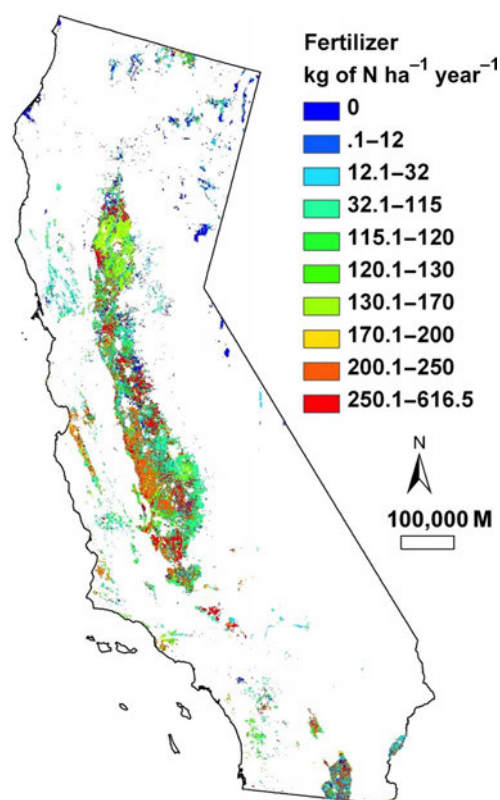 Fertilizer
kg of N ha⁻¹ year⁻¹
0
.1–12
12.1–32
32.1–115
115.1–120
120.1–130
130.1–170
170.1–200
200.1–250
250.1–616.5
N
100,000 M